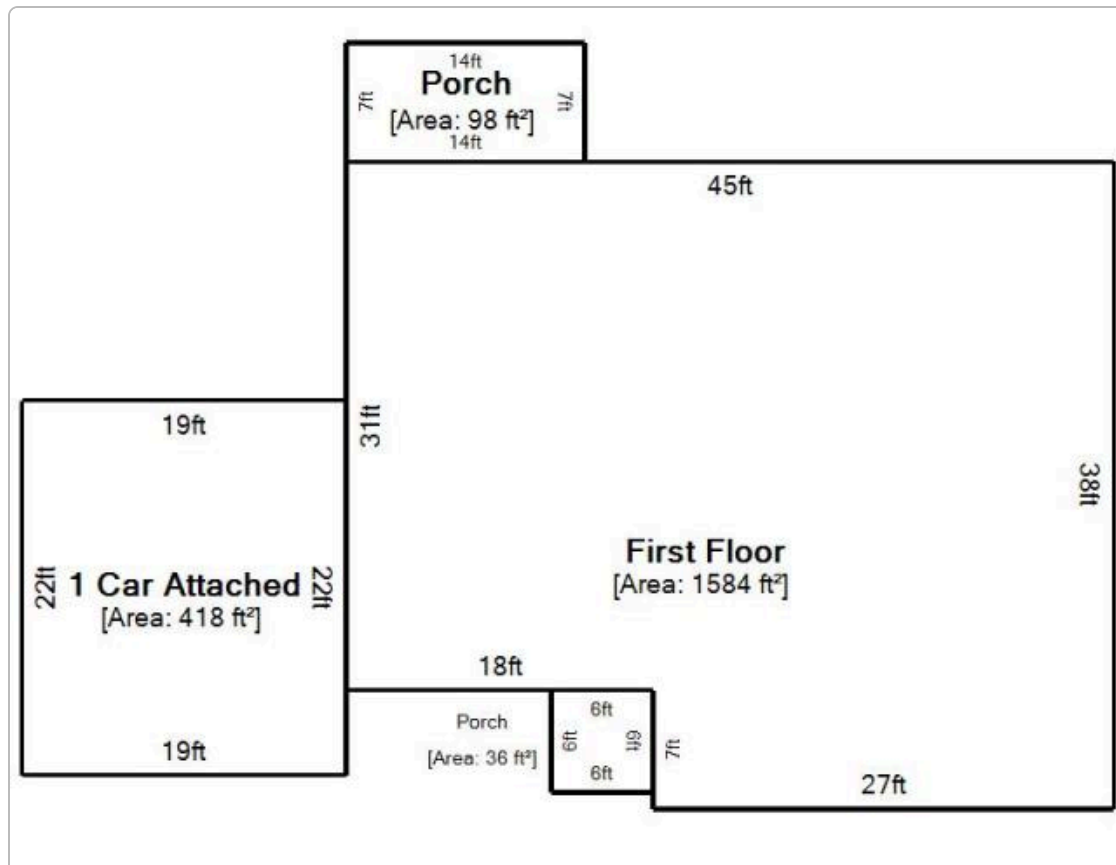 14ft
Porch
7ft
7ft
[Area: 98 ft²]
14ft
45ft
19ft
31ft
38ft
First Floor
[Area: 1584 ft²]
22ft
1 Car Attached
22ft
[Area: 418 ft²]
18ft
6ft
Porch
6ft
6ft
7ft
[Area: 36 ft²]
19ft
6ft
27ft